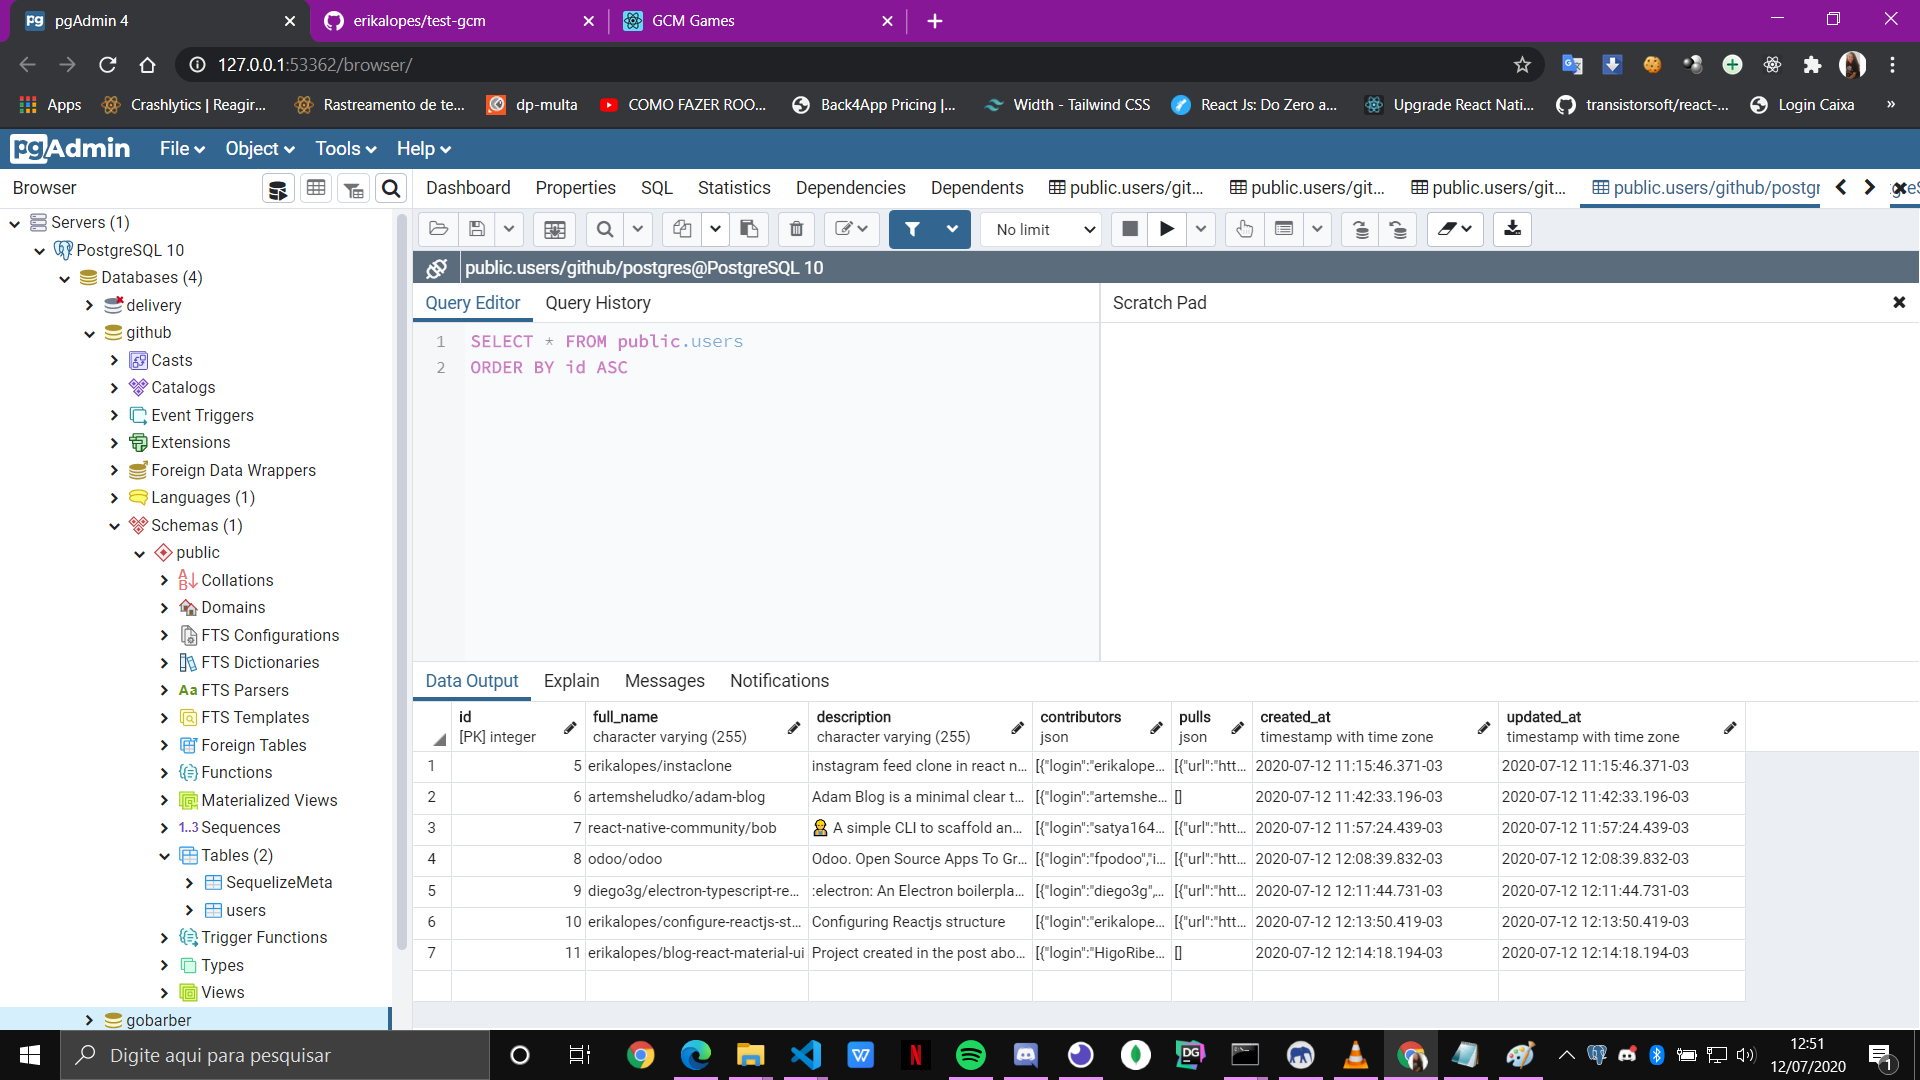 pgAdmin 4
erikalopes/test-gcm
GCM Games
127.0.0.1:53362/browser/
Apps
Crashlytics | Reagir...
Rastreamento de te...
dp-multa
COMO FAZER ROO...
Back4App Pricing |...
Width - Tailwind CSS
React Js: Do Zero a...
Upgrade React Nati...
transistorsoft/react-...
Login Caixa
»
pgAdmin
File
Object
Tools
Help
Browser
Dashboard
Properties
SQL
Statistics
Dependencies
Dependents
public.users/git...
public.users/git...
public.users/git...
public.users/github/postgr
No limit
public.users/github/postgres@PostgreSQL 10
Servers (1)
PostgreSQL 10
Databases (4)
delivery
github
Casts
Catalogs
Event Triggers
Extensions
Foreign Data Wrappers
Languages (1)
Schemas (1)
public
Collations
Domains
FTS Configurations
FTS Dictionaries
Aa FTS Parsers
FTS Templates
Foreign Tables
Functions
Materialized Views
1..3 Sequences
Tables (2)
SequelizeMeta
users
Trigger Functions
Types
Views
gobarber
Query Editor
Query History
Scratch Pad
1 SELECT * FROM public.users
2 ORDER BY id ASC
Data Output
Explain
Messages
Notifications
id
[PK] integer
full_name
character varying (255)
description
character varying (255)
contributors
json
pulls
json
created_at
timestamp with time zone
updated_at
timestamp with time zone
1 5 erikalopes/instaclone instagram feed clone in react n... [{"login":"erikalope... [{"url":"htt... 2020-07-12 11:15:46.371-03 2020-07-12 11:15:46.371-03
2 6 artemsheludko/adam-blog Adam Blog is a minimal clear t... [{"login":"artemshe... [] 2020-07-12 11:42:33.196-03 2020-07-12 11:42:33.196-03
3 7 react-native-community/bob A simple CLI to scaffold an... [{"login":"satya164... [{"url":"htt... 2020-07-12 11:57:24.439-03 2020-07-12 11:57:24.439-03
4 8 odoo/odoo Odoo. Open Source Apps To Gr... [{"login":"fpodoo","i... [{"url":"htt... 2020-07-12 12:08:39.832-03 2020-07-12 12:08:39.832-03
5 9 diego3g/electron-typescript-re... :electron: An Electron boilerpla... [{"login":"diego3g",... [{"url":"htt... 2020-07-12 12:11:44.731-03 2020-07-12 12:11:44.731-03
6 10 erikalopes/configure-reactjs-st... Configuring Reactjs structure [{"login":"erikalope... [{"url":"htt... 2020-07-12 12:13:50.419-03 2020-07-12 12:13:50.419-03
7 11 erikalopes/blog-react-material-ui Project created in the post abo... [{"login":"HigoRibe... [] 2020-07-12 12:14:18.194-03 2020-07-12 12:14:18.194-03
Digite aqui para pesquisar
12:51
12/07/2020
1